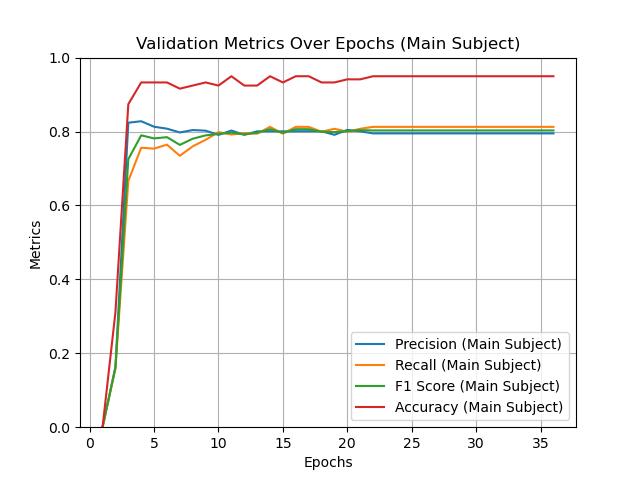 Validation Metrics Over Epochs (Main Subject)
1.0
0.8
0.6
0.4
0.2
0.0
Metrics
Precision (Main Subject)
Recall (Main Subject)
F1 Score (Main Subject)
Accuracy (Main Subject)
0 5 10 15 20 25 30 35
Epochs